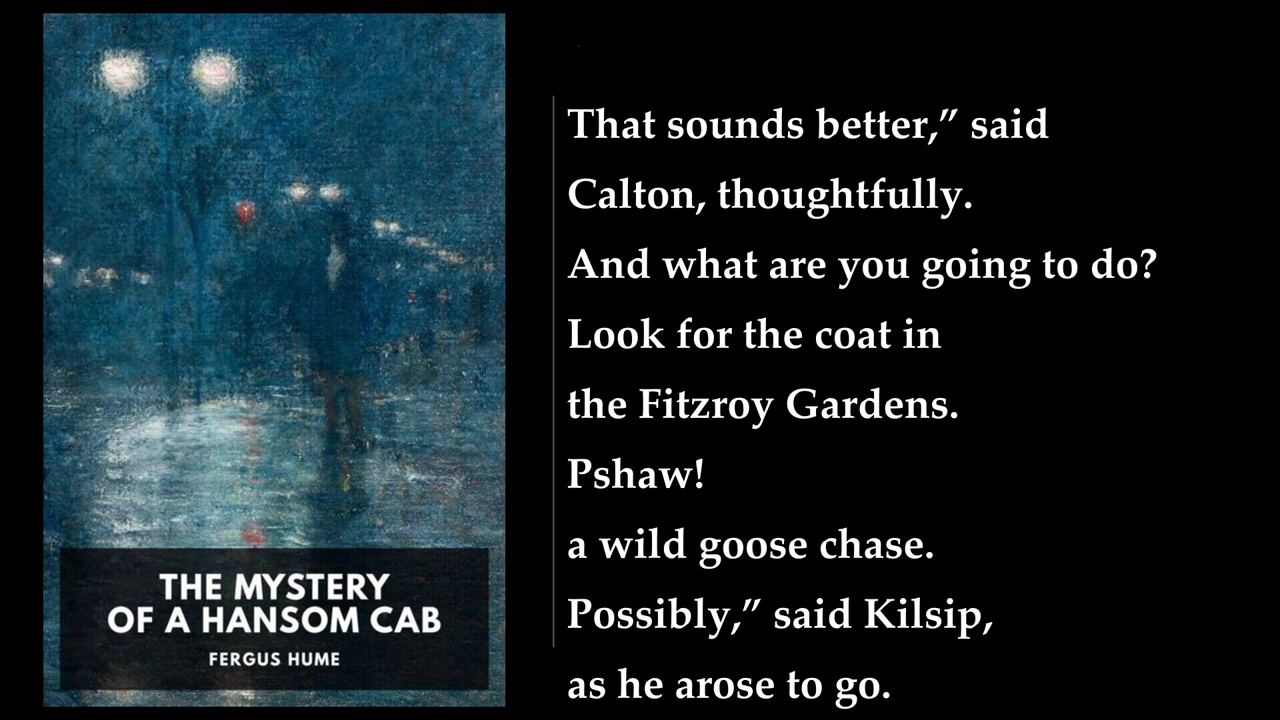 THE MYSTERY
OF A HANSOM CAB
FERGUS HUME
That sounds better,” said
Calton, thoughtfully.
And what are you going to do?
Look for the coat in
the Fitzroy Gardens.
Pshaw!
a wild goose chase.
Possibly,” said Kilsip,
as he arose to go.